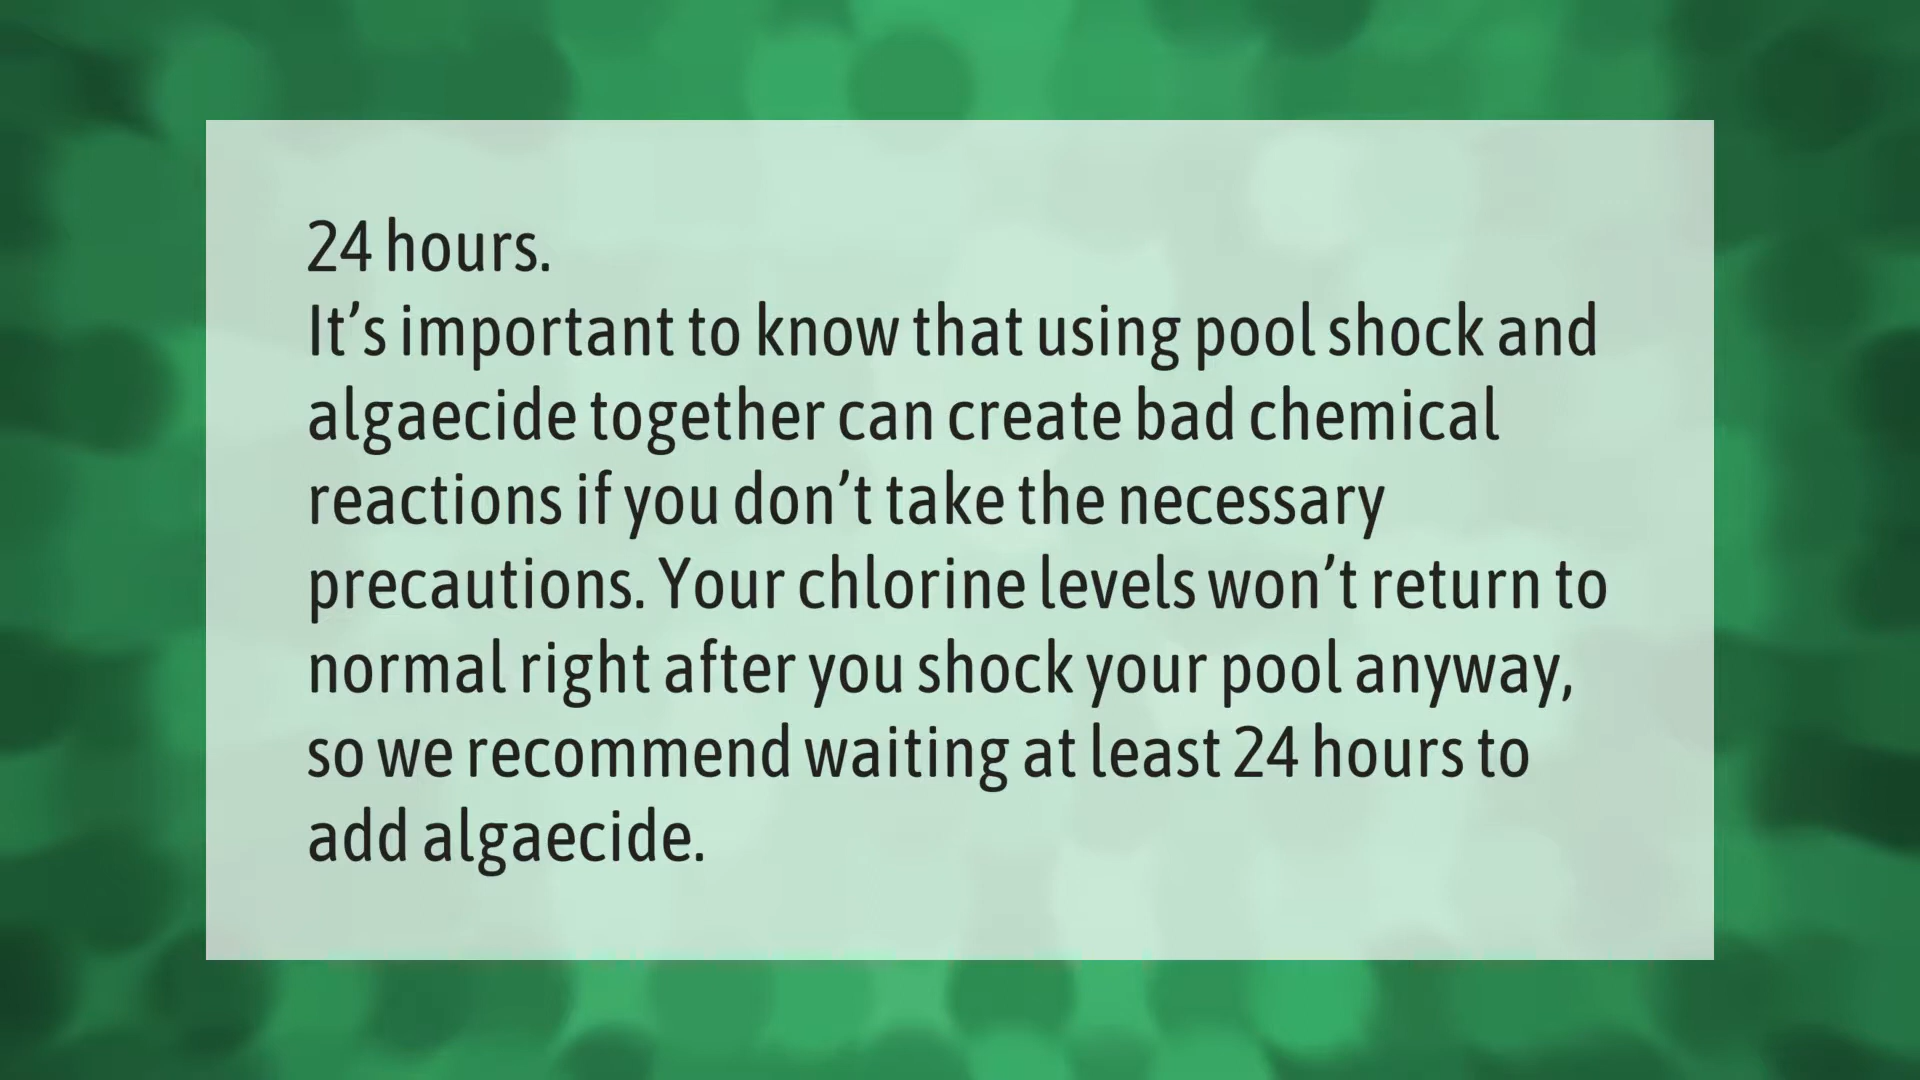 24 hours.
It’s important to know that using pool shock and
algaecide together can create bad chemical
reactions if you don’t take the necessary
precautions. Your chlorine levels won’t return to
normal right after you shock your pool anyway,
so we recommend waiting at least 24 hours to
add algaecide.